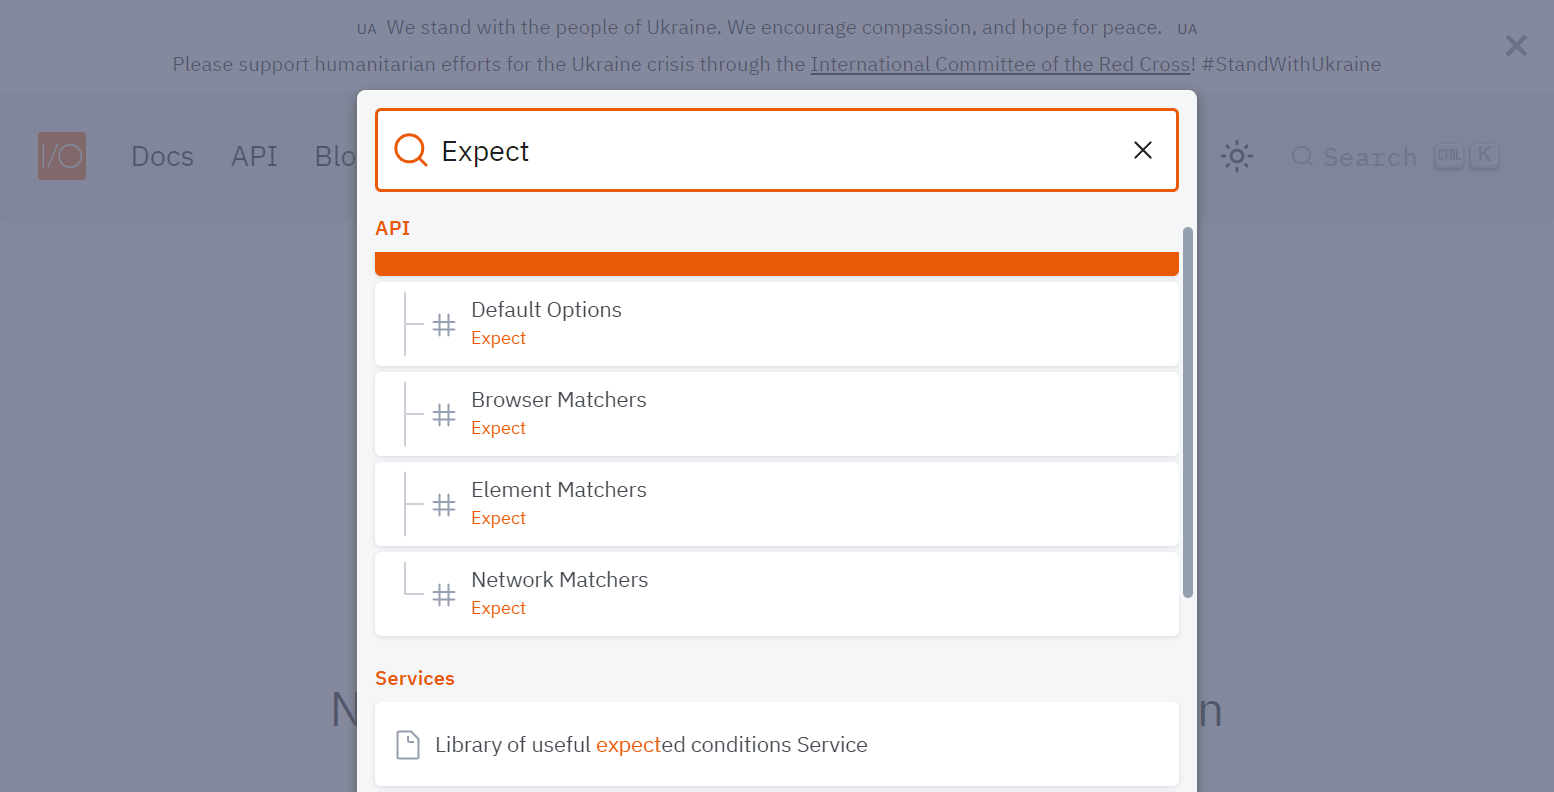 UA We stand with the people of Ukraine. We encourage compassion, and hope for peace. UA
Please support humanitarian efforts for the Ukraine crisis through the International Committee of the Red Cross! #StandWithUkraine
I/O Docs API Blo
Search CTRL K
Expect
API
Default Options
Expect
Browser Matchers
Expect
Element Matchers
Expect
Network Matchers
Expect
Services
N n
Library of useful expected conditions Service